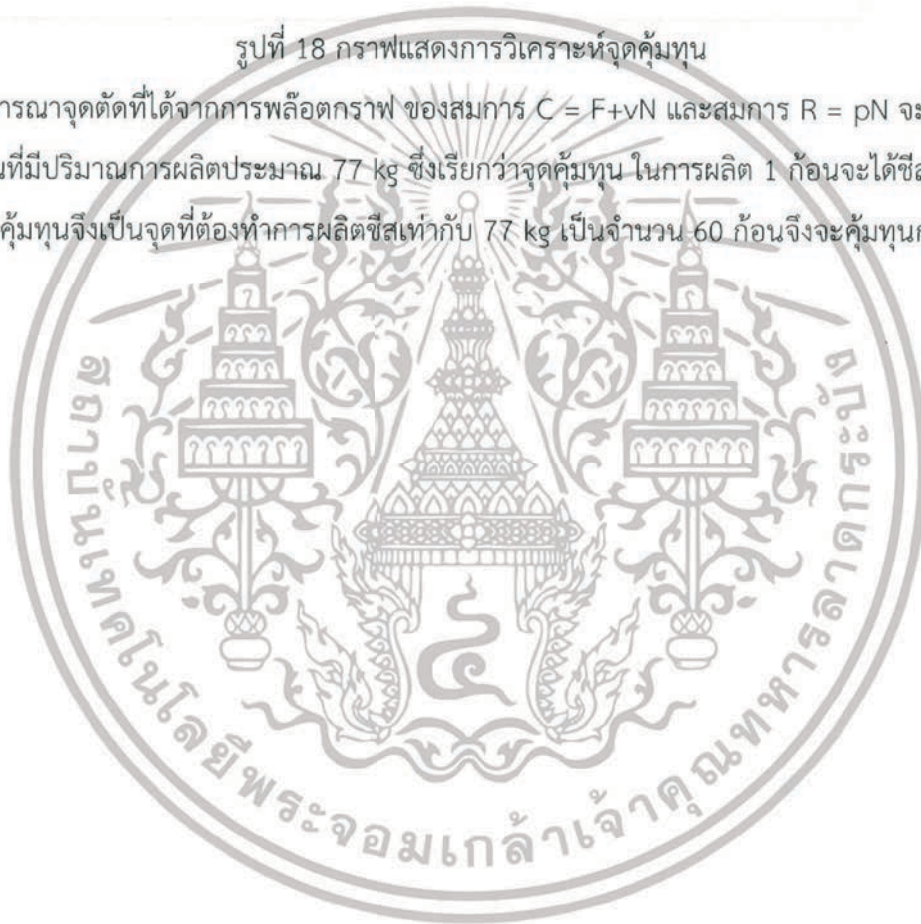 รูปที่ 18 กราฟแสดงการวิเคราะห์จุดคุ้มทุน
ารณาจุดตัดที่ได้จากการพล๊อตกราฟ ของสมการ C = F+vN และสมการ R = pN จะ
นที่มีปริมาณการผลิตประมาณ 77 kg ซึ่งเรียกว่าจุดคุ้มทุน ในการผลิต 1 ก้อนจะได้ชีส
คุ้มทุนจึงเป็นจุดที่ต้องทำการผลิตชีสเท่ากับ 77 kg เป็นจำนวน 60 ก้อนจึงจะคุ้มทุน
สถาบันเทคโนโลยีพระจอมเกล้าเจ้าคุณทหารลาดกระบัง
๔